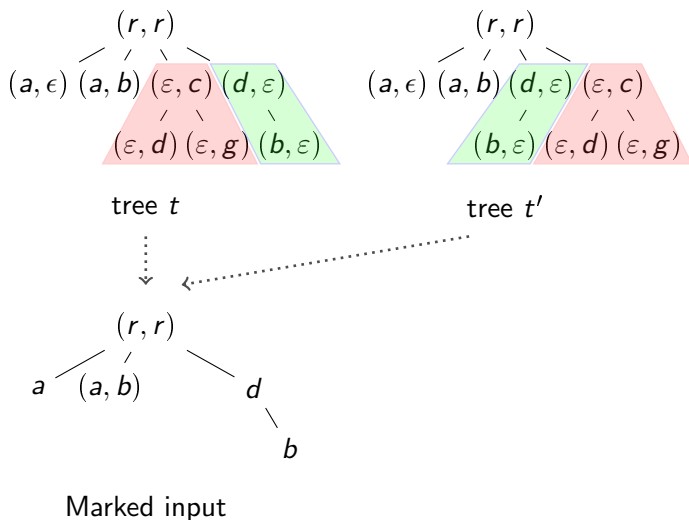 (r, r) (r, r)
(a, ϵ) (a, b) (ε, c) (d, ε) (a, ϵ) (a, b) (d, ε) (ε, c)
(ε, d) (ε, g) (b, ε) (b, ε) (ε, d) (ε, g)
tree t tree t′
(r, r)
a (a, b) d
b
Marked input